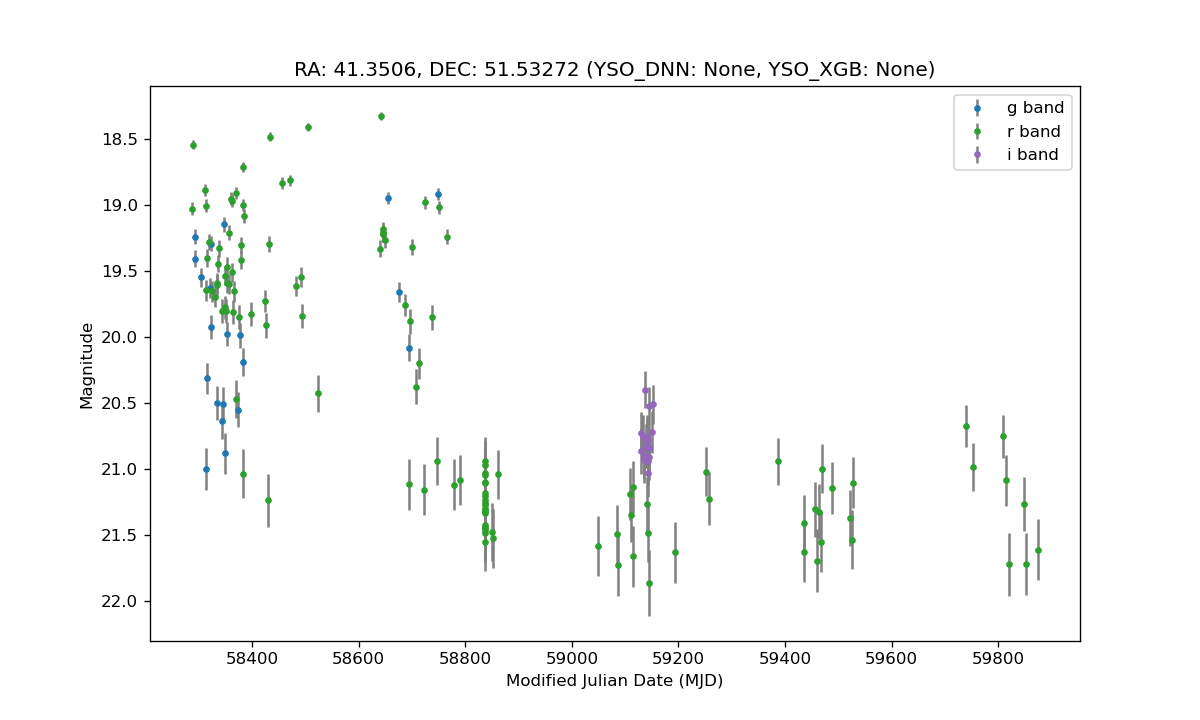 RA: 41.3506, DEC: 51.53272 (YSO_DNN: None, YSO_XGB: None)
g band
r band
i band
18.5
19.0
19.5
20.0
20.5
21.0
21.5
22.0
Magnitude
58400
58600
58800
59000
59200
59400
59600
59800
Modified Julian Date (MJD)